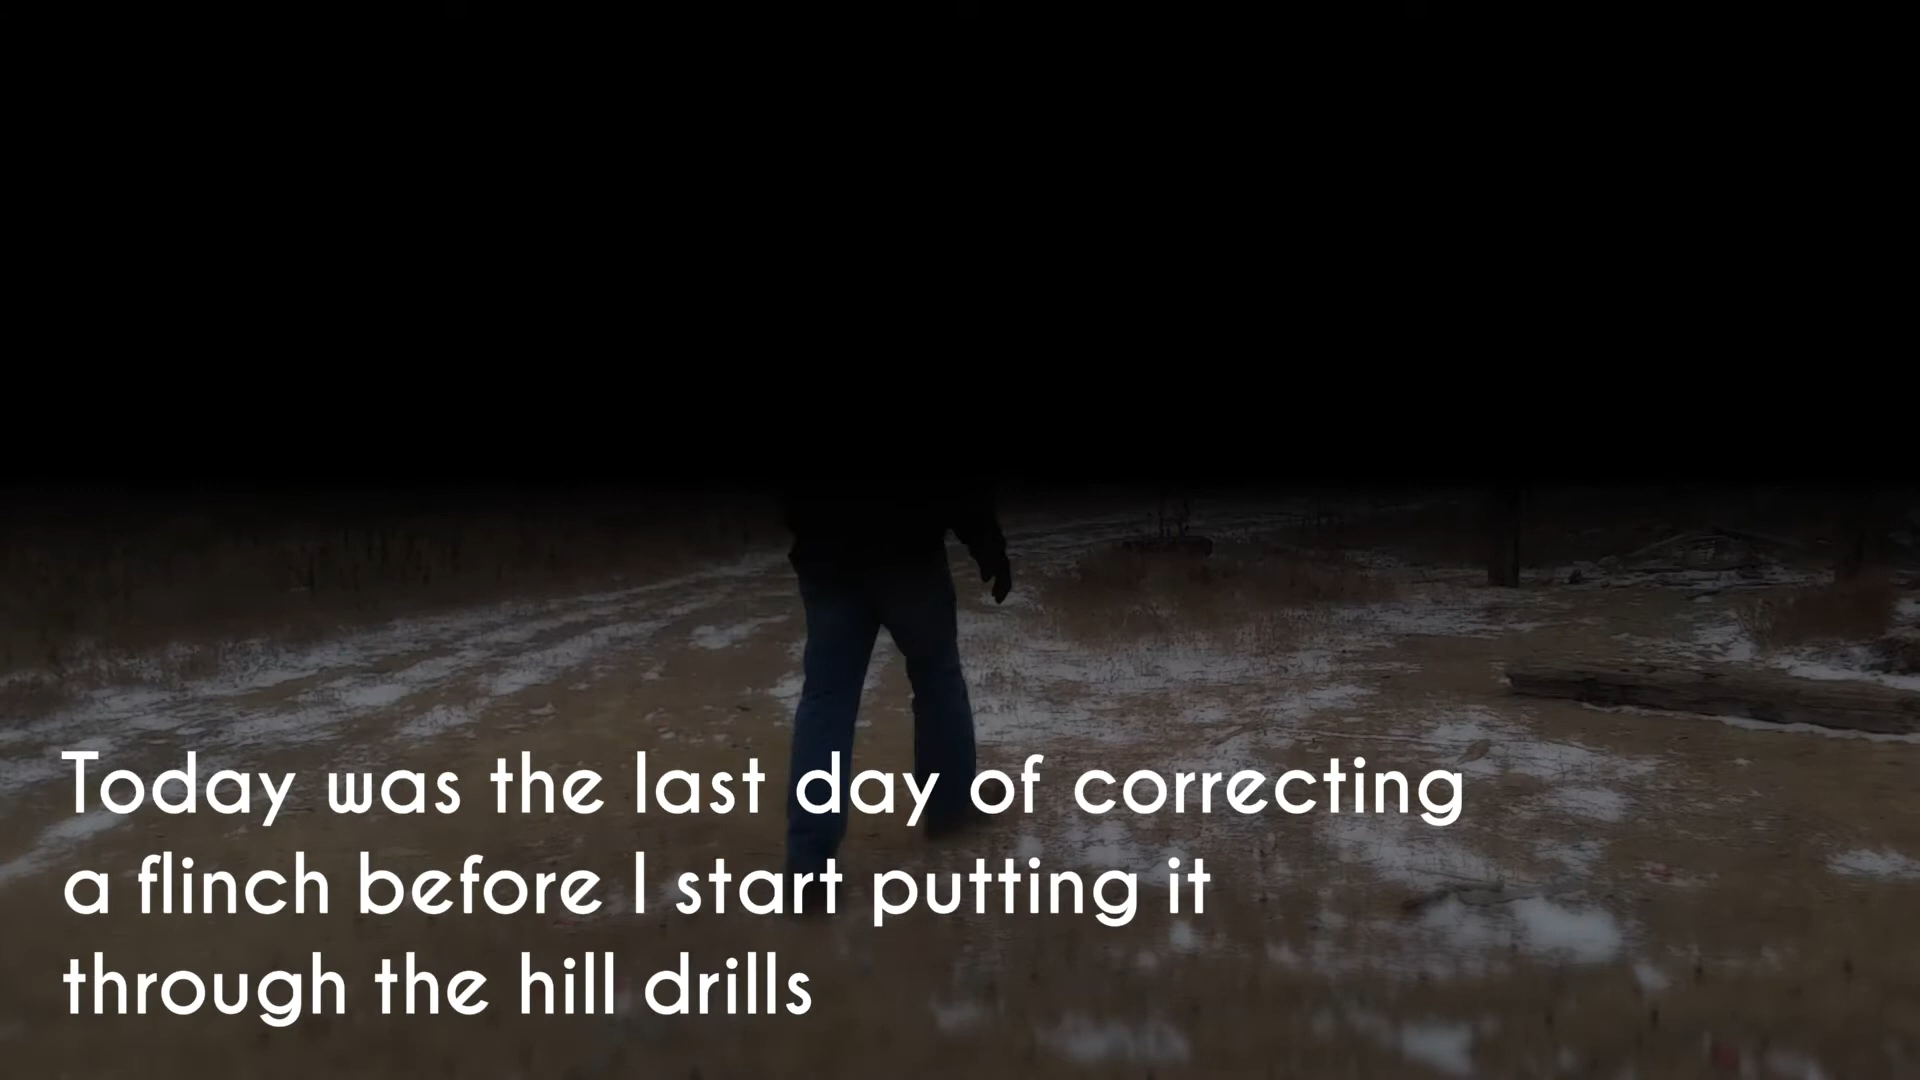 Today was the last day of correcting
a flinch before I start putting it
through the hill drills